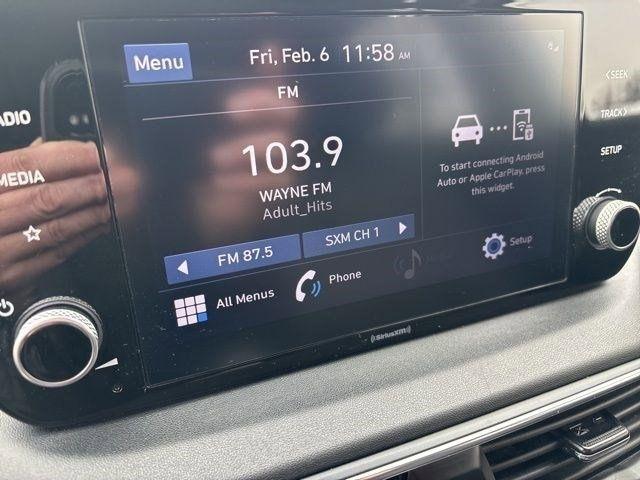 Menu
Fri, Feb. 6 11:58 AM
FM
103.9
WAYNE FM
Adult_Hits
FM 87.5
SXM CH 1
To start connecting Android
Auto or Apple CarPlay, press
this widget.
All Menus
Phone
Setup
((SiriusXM))
ADIO
MEDIA
<SEEK
TRACK>
SETUP